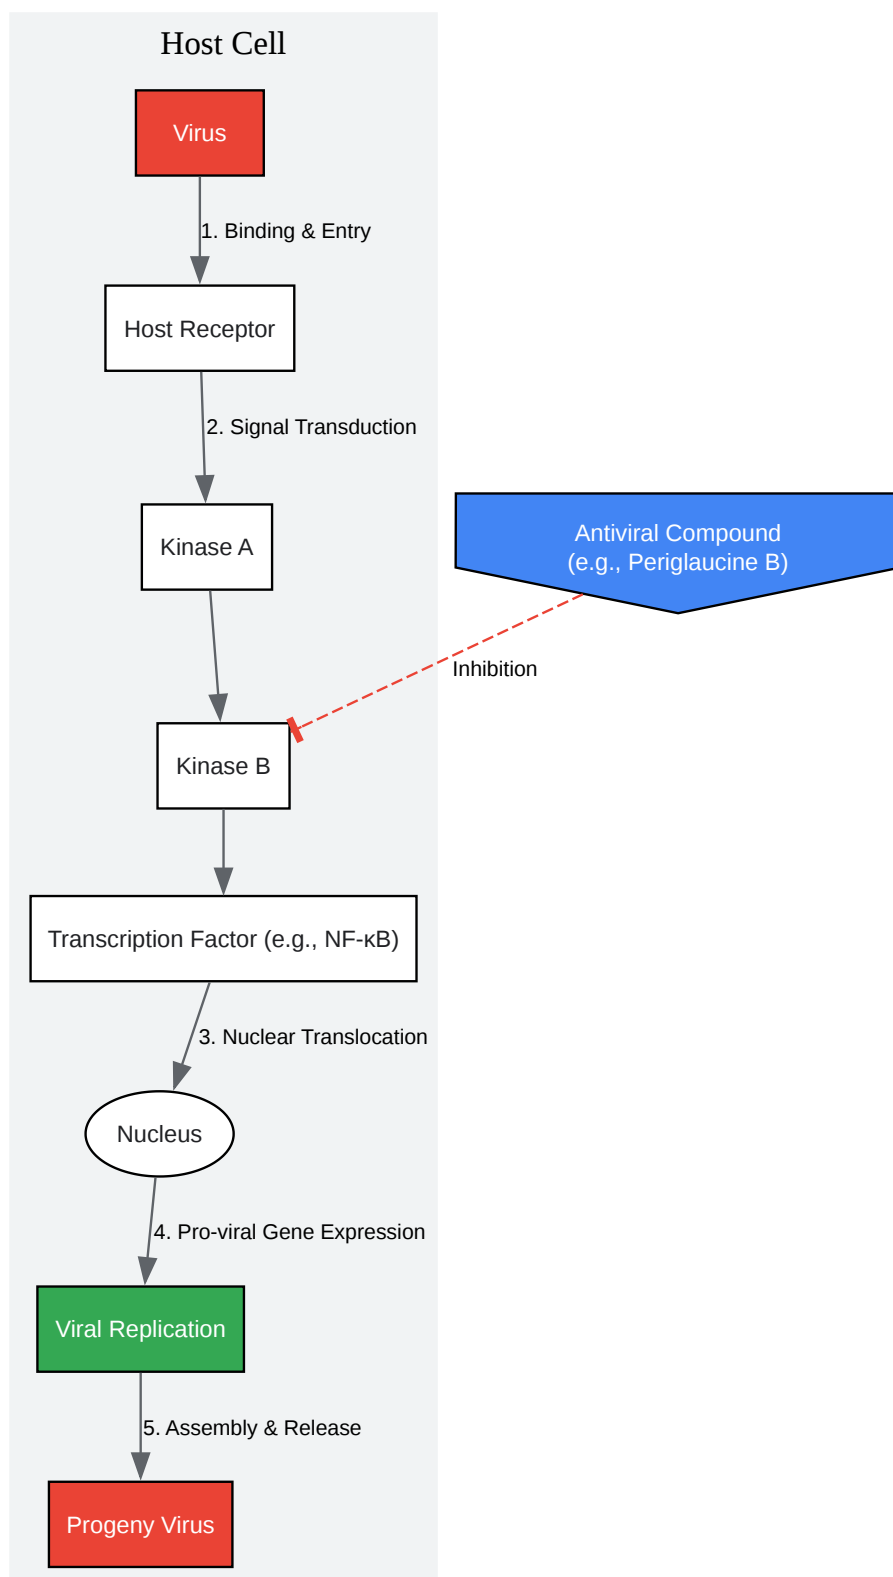 Host Cell
Virus
1. Binding & Entry
Host Receptor
2. Signal Transduction
Kinase A
Antiviral Compound
(e.g., Periglaucine B)
Inhibition
Kinase B
Transcription Factor (e.g., NF-κB)
3. Nuclear Translocation
Nucleus
4. Pro-viral Gene Expression
Viral Replication
5. Assembly & Release
Progeny Virus